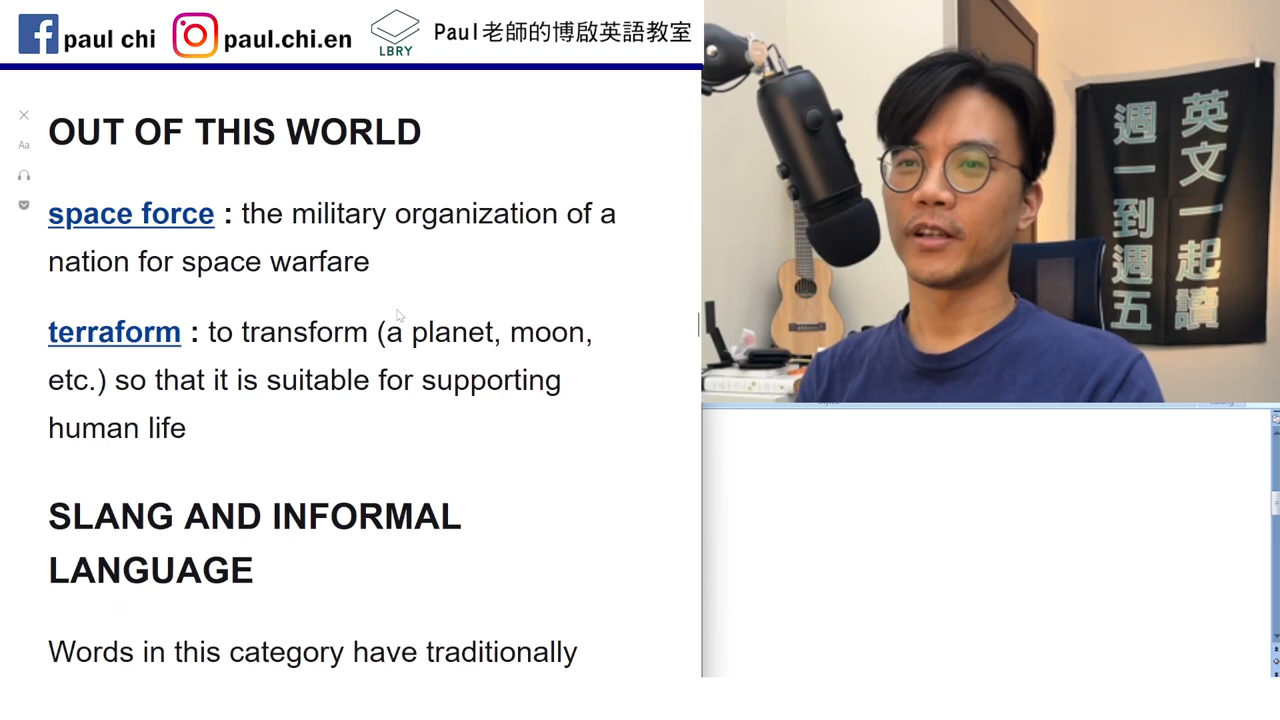 paul chi
paul.chi.en
LBRY
Paul老師的博啟英語教室
Aa
OUT OF THIS WORLD
space force : the military organization of a
nation for space warfare
terraform : to transform (a planet, moon,
etc.) so that it is suitable for supporting
human life
SLANG AND INFORMAL
LANGUAGE
Words in this category have traditionally
英文一起讀
週一到週五